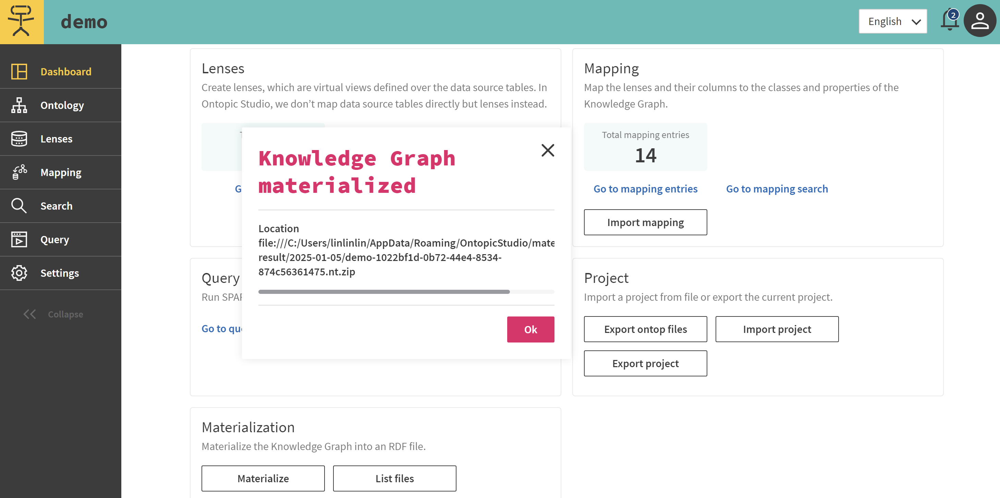 demo
English
2
Dashboard
Ontology
Lenses
Mapping
Search
Query
Settings
Collapse
Lenses
Create lenses, which are virtual views defined over the data source tables. In
Ontopic Studio, we don’t map data source tables directly but lenses instead.
Mapping
Map the lenses and their columns to the classes and properties of the
Knowledge Graph.
Total mapping entries
14
Go to mapping entries
Go to mapping search
Import mapping
Knowledge Graph
materialized
Location
file:///C:/Users/linlinlin/AppData/Roaming/OntopicStudio/mate
result/2025-01-05/demo-1022bf1d-0b72-44e4-8534-
874c56361475.nt.zip
Ok
Query
Run
Go to
Project
Import a project from file or export the current project.
Export ontop files
Import project
Export project
Materialization
Materialize the Knowledge Graph into an RDF file.
Materialize
List files